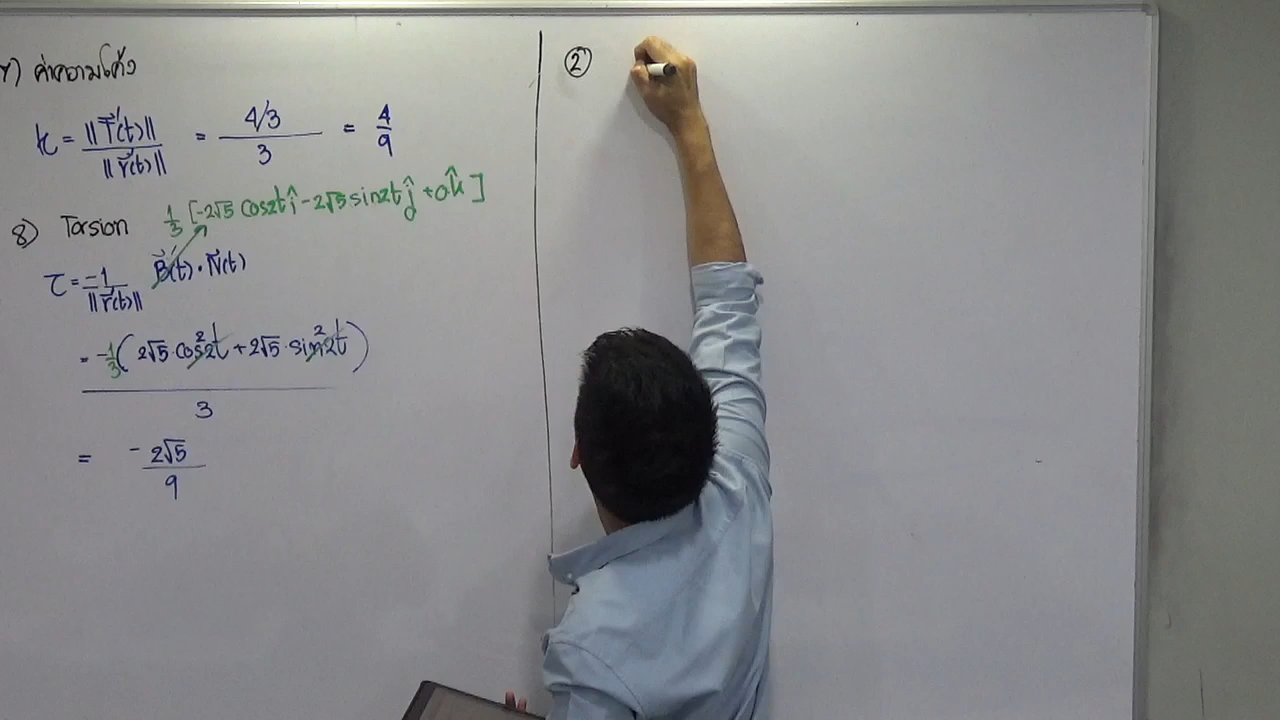 7) ค่าความโค้ง
κ = ||T⃗′(t)|| / ||r⃗′(t)|| = 4/3 / 3 = 4/9
1/3 [-2√5 cos2t î - 2√5 sin2t ĵ + 0k̂]
8) Torsion
τ = -1/||r⃗′(t)|| B⃗′(t) · N⃗(t)
= -1/3 (2√5 · cos²2t + 2√5 · sin²2t) / 3
= -2√5 / 9
②